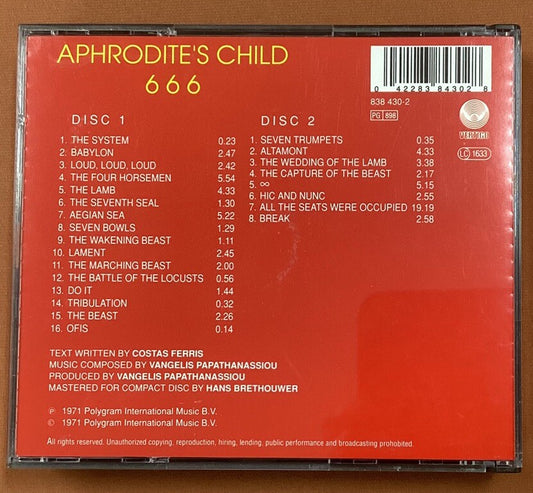 APHRODITE'S CHILD
6 6 6
0 42283 84302 8
838 430-2
PG 898
VERTIGO
LC 1633
DISC 1
1. THE SYSTEM 0.23
2. BABYLON 2.47
3. LOUD, LOUD, LOUD 2.42
4. THE FOUR HORSEMEN 5.54
5. THE LAMB 4.33
6. THE SEVENTH SEAL 1.30
7. AEGIAN SEA 5.22
8. SEVEN BOWLS 1.29
9. THE WAKENING BEAST 1.11
10. LAMENT 2.45
11. THE MARCHING BEAST 2.00
12. THE BATTLE OF THE LOCUSTS 0.56
13. DO IT 1.44
14. TRIBULATION 0.32
15. THE BEAST 2.26
16. OFIS 0.14
DISC 2
1. SEVEN TRUMPETS 0.35
2. ALTAMONT 4.33
3. THE WEDDING OF THE LAMB 3.38
4. THE CAPTURE OF THE BEAST 2.17
5. ∞ 5.15
6. HIC AND NUNC 2.55
7. ALL THE SEATS WERE OCCUPIED 19.19
8. BREAK 2.58
TEXT WRITTEN BY COSTAS FERRIS
MUSIC COMPOSED BY VANGELIS PAPATHANASSIOU
PRODUCED BY VANGELIS PAPATHANASSIOU
MASTERED FOR COMPACT DISC BY HANS BRETHOUWER
℗ 1971 Polygram International Music B.V.
© 1971 Polygram International Music B.V.
All rights reserved. Unauthorized copying, reproduction, hiring, lending, public performance and broadcasting prohibited.